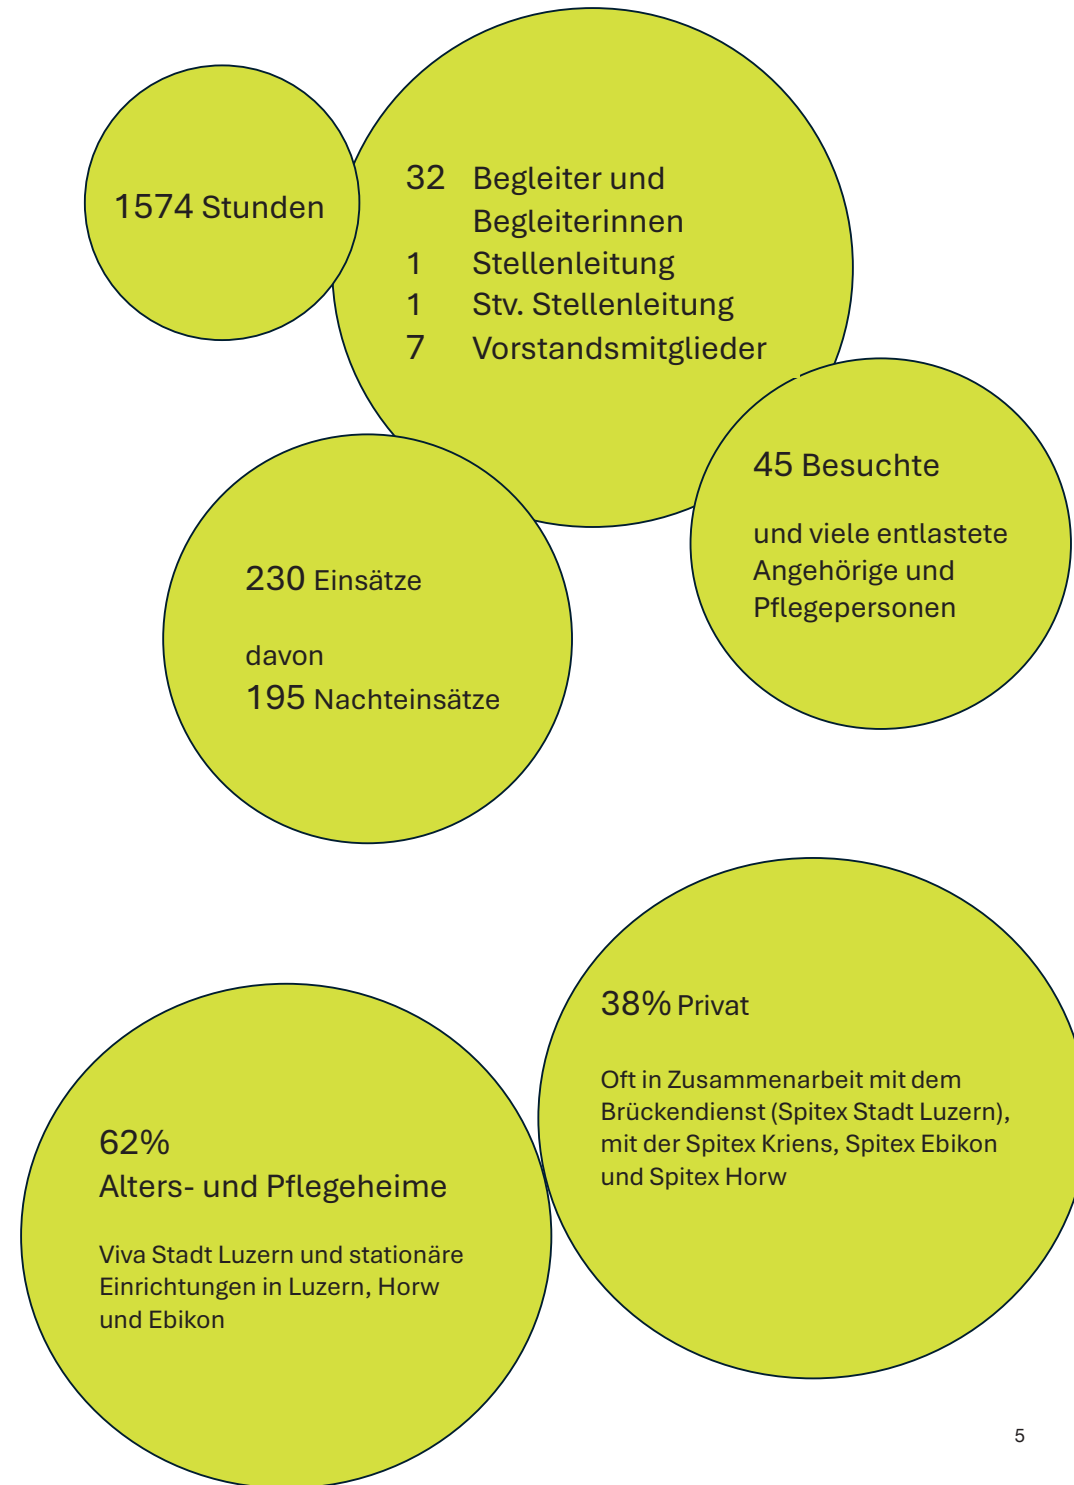 1574 Stunden
32 Begleiter und
Begleiterinnen
1 Stellenleitung
1 Stv. Stellenleitung
7 Vorstandsmitglieder
45 Besuchte
und viele entlastete
Angehörige und
Pflegepersonen
230 Einsätze
davon
195 Nachteinsätze
38% Privat
Oft in Zusammenarbeit mit dem
Brückendienst (Spitex Stadt Luzern),
mit der Spitex Kriens, Spitex Ebikon
und Spitex Horw
62%
Alters- und Pflegeheime
Viva Stadt Luzern und stationäre
Einrichtungen in Luzern, Horw
und Ebikon
5